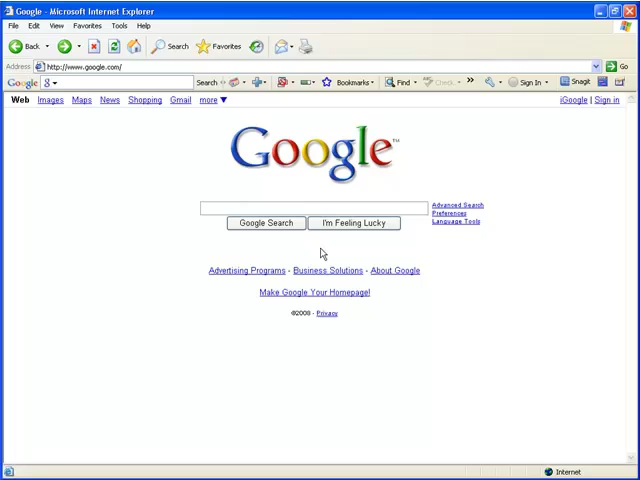 Google - Microsoft Internet Explorer
File Edit View Favorites Tools Help
Back Search Favorites
Address http://www.google.com/ Go
Google Search Bookmarks Find Check Sign In Snagit
Web Images Maps News Shopping Gmail more ▼ iGoogle | Sign in
Google™
Advanced Search
Preferences
Language Tools
Google Search I'm Feeling Lucky
Advertising Programs - Business Solutions - About Google
Make Google Your Homepage!
©2008 - Privacy
Internet